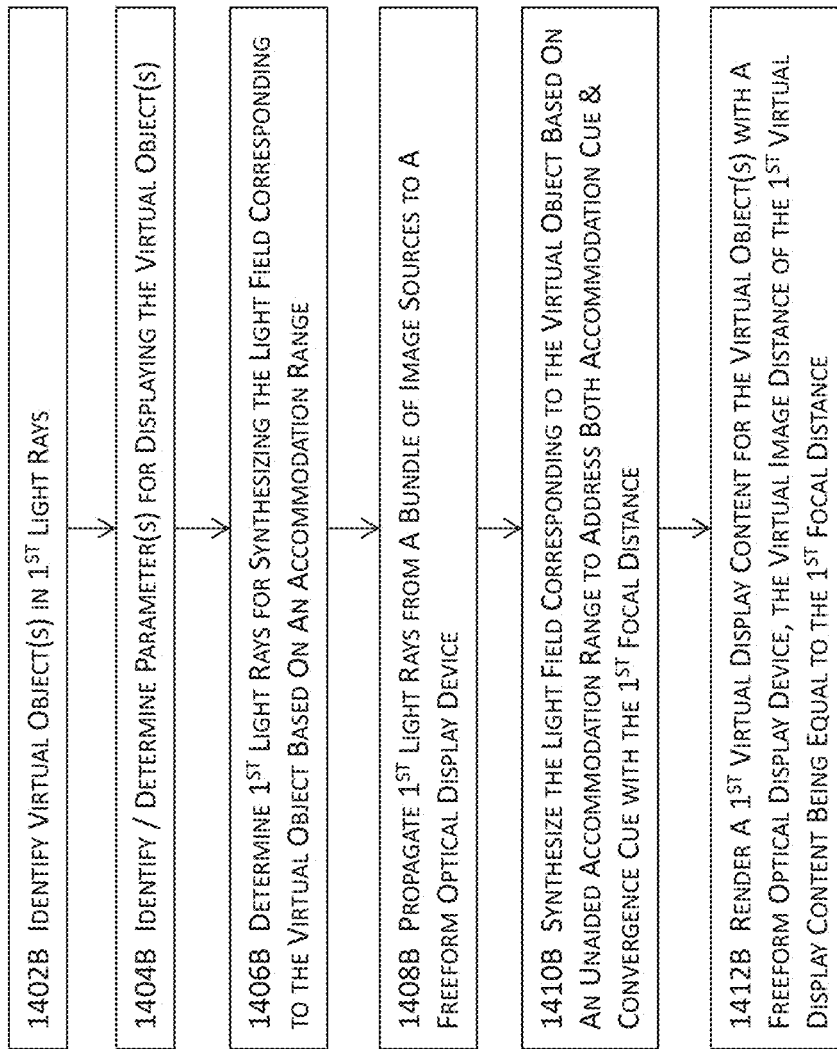 1402B IDENTIFY VIRTUAL OBJECT(S) IN 1ST LIGHT RAYS
1404B IDENTIFY / DETERMINE PARAMETER(S) FOR DISPLAYING THE VIRTUAL OBJECT(S)
1406B DETERMINE 1ST LIGHT RAYS FOR SYNTHESIZING THE LIGHT FIELD CORRESPONDING
TO THE VIRTUAL OBJECT BASED ON AN ACCOMMODATION RANGE
1408B PROPAGATE 1ST LIGHT RAYS FROM A BUNDLE OF IMAGE SOURCES TO A
FREEFORM OPTICAL DISPLAY DEVICE
1410B SYNTHESIZE THE LIGHT FIELD CORRESPONDING TO THE VIRTUAL OBJECT BASED ON
AN UNAIDED ACCOMMODATION RANGE TO ADDRESS BOTH ACCOMMODATION CUE &
CONVERGENCE CUE WITH THE 1ST FOCAL DISTANCE
1412B RENDER A 1ST VIRTUAL DISPLAY CONTENT FOR THE VIRTUAL OBJECT(S) WITH A
FREEFORM OPTICAL DISPLAY DEVICE, THE VIRTUAL IMAGE DISTANCE OF THE 1ST VIRTUAL
DISPLAY CONTENT BEING EQUAL TO THE 1ST FOCAL DISTANCE